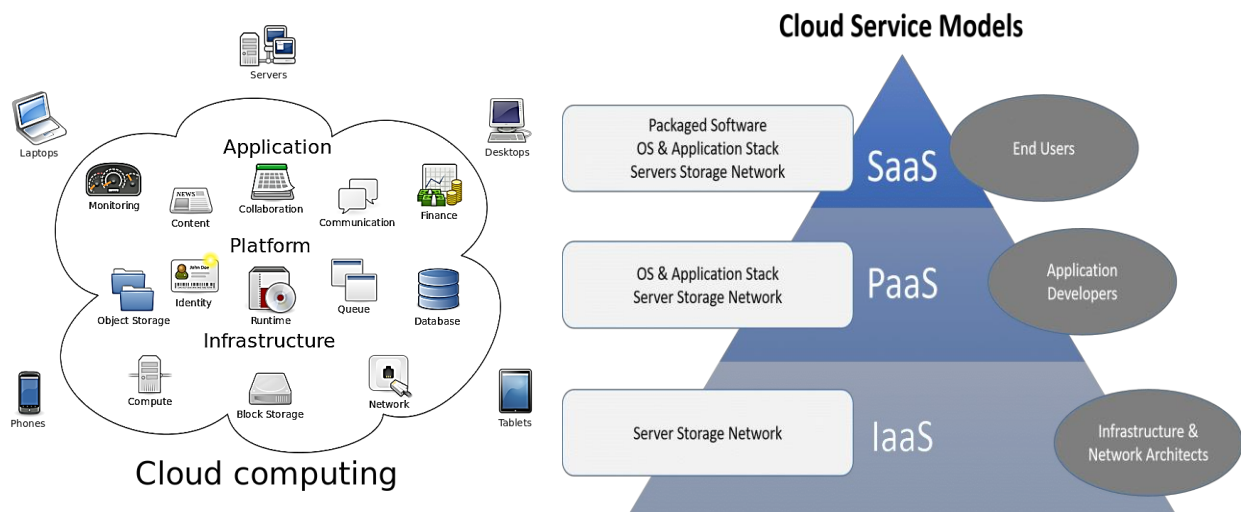 Servers
Laptops
Desktops
Application
Monitoring
NEWS
Content
Collaboration
Communication
Finance
Platform
John Doe
Object Storage
Identity
Runtime
Queue
Database
Infrastructure
Compute
Block Storage
Network
Phones
Tablets
Cloud computing
Cloud Service Models
Packaged Software
OS & Application Stack
Servers Storage Network
SaaS
End Users
OS & Application Stack
Server Storage Network
PaaS
Application
Developers
Server Storage Network
IaaS
Infrastructure &
Network Architects